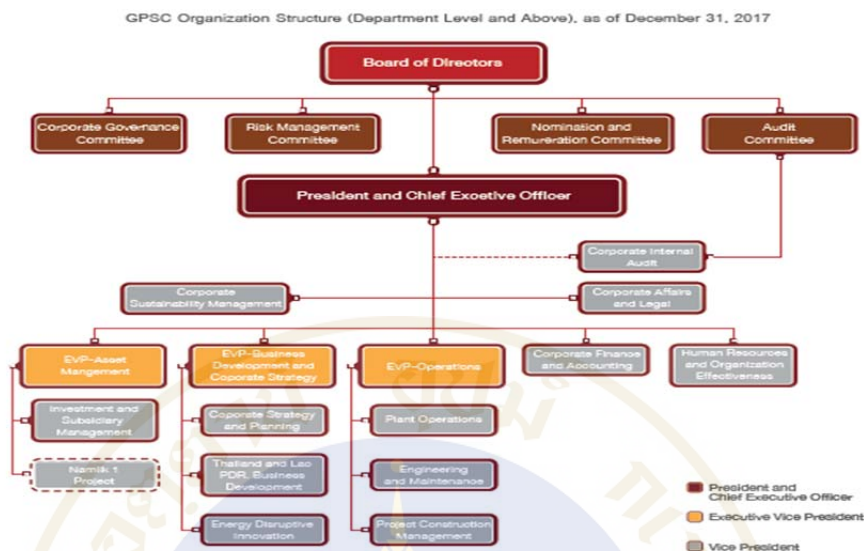 GPSC Organization Structure (Department Level and Above), as of December 31, 2017
Board of Directors
Corporate Governance
Committee
Risk Management
Committee
Nomination and
Remureration Committee
Audit
Committee
President and Chief Exoetive Officer
Corporate Internal
Audit
Corporate
Sustainability Management
Corporate Affairs
and Legal
EVP-Asset
Mangement
EVP-Business
Development and
Coporate Strategy
EVP-Operations
Corporate Finance
and Accounting
Human Resources
and Organization
Effectiveness
Investment and
Subsidiary
Management
Namlik 1
Project
Coporate Strategy
and Planning
Thailand and Lao
PDR, Business
Development
Energy Disruptive
Innovation
Plant Operations
Engineering
and Maintenance
Project Construction
Management
President and
Chief Executive Officer
Executive Vice President
Vice President